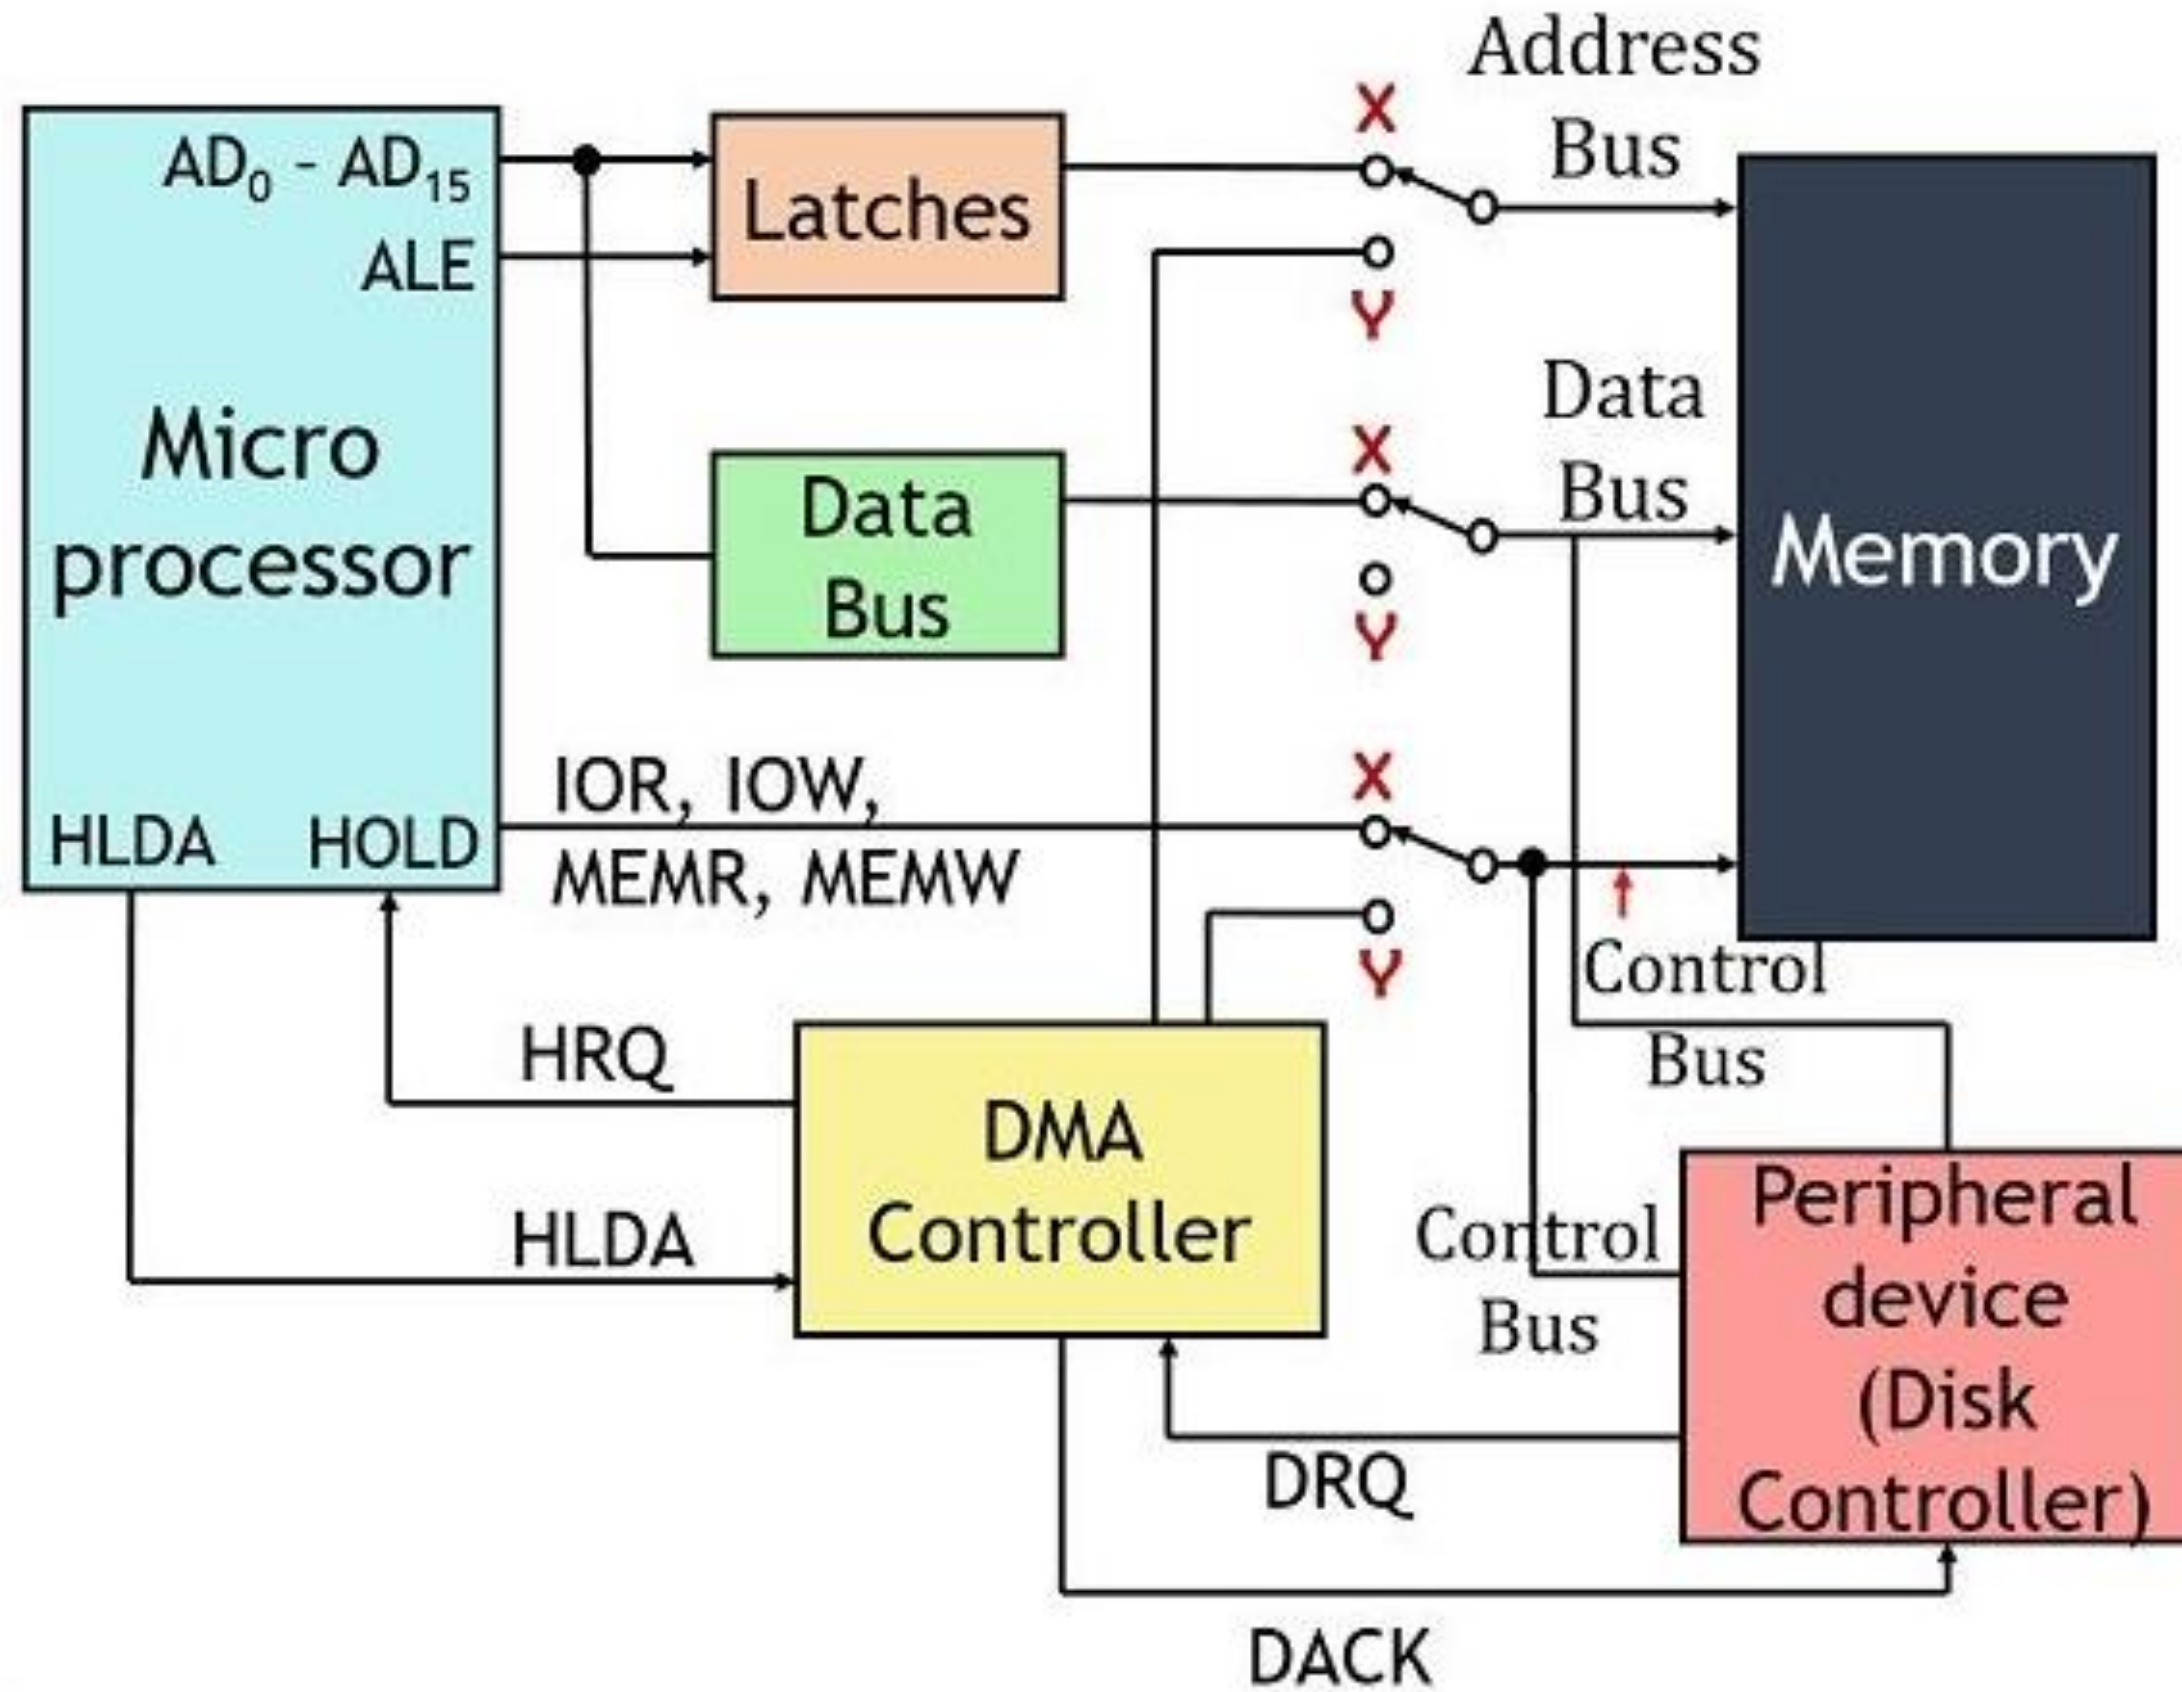 Address
Bus
X
AD0 - AD15
Latches
ALE
Y
Data
Bus
X
Micro
processor
Data
Bus
Memory
Y
IOR, IOW,
X
HLDA HOLD
MEMR, MEMW
Y
Control
Bus
HRQ
DMA
Controller
HLDA
Control
Bus
Peripheral
device
(Disk
Controller)
DRQ
DACK